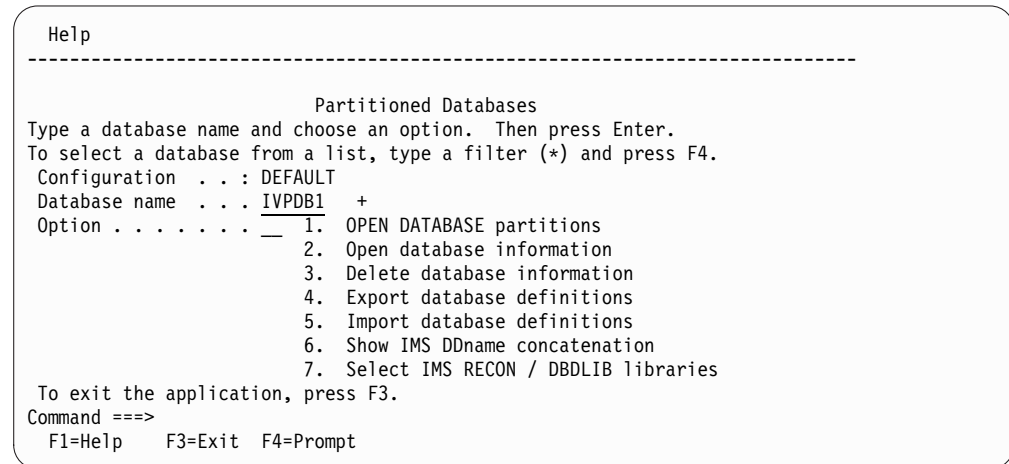 Help
------------------------------------------------------------------------------
Partitioned Databases
Type a database name and choose an option.  Then press Enter.
To select a database from a list, type a filter (*) and press F4.
Configuration  . . : DEFAULT
Database name  . . . IVPDB1   +
Option . . . . . . . __  1.  OPEN DATABASE partitions
2.  Open database information
3.  Delete database information
4.  Export database definitions
5.  Import database definitions
6.  Show IMS DDname concatenation
7.  Select IMS RECON / DBDLIB libraries
To exit the application, press F3.
Command ===>
F1=Help    F3=Exit  F4=Prompt